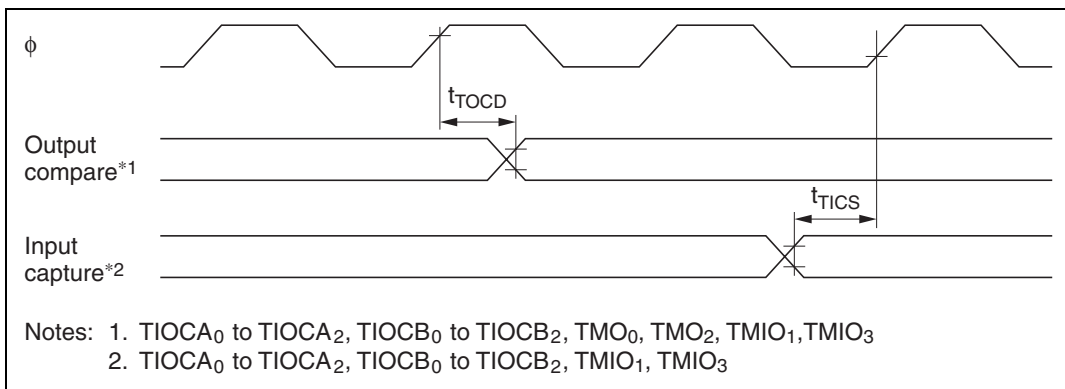 ϕ
tTOCD
Output
compare*1
tTICS
Input
capture*2
Notes: 1. TIOCA0 to TIOCA2, TIOCB0 to TIOCB2, TMO0, TMO2, TMIO1,TMIO3
2. TIOCA0 to TIOCA2, TIOCB0 to TIOCB2, TMIO1, TMIO3